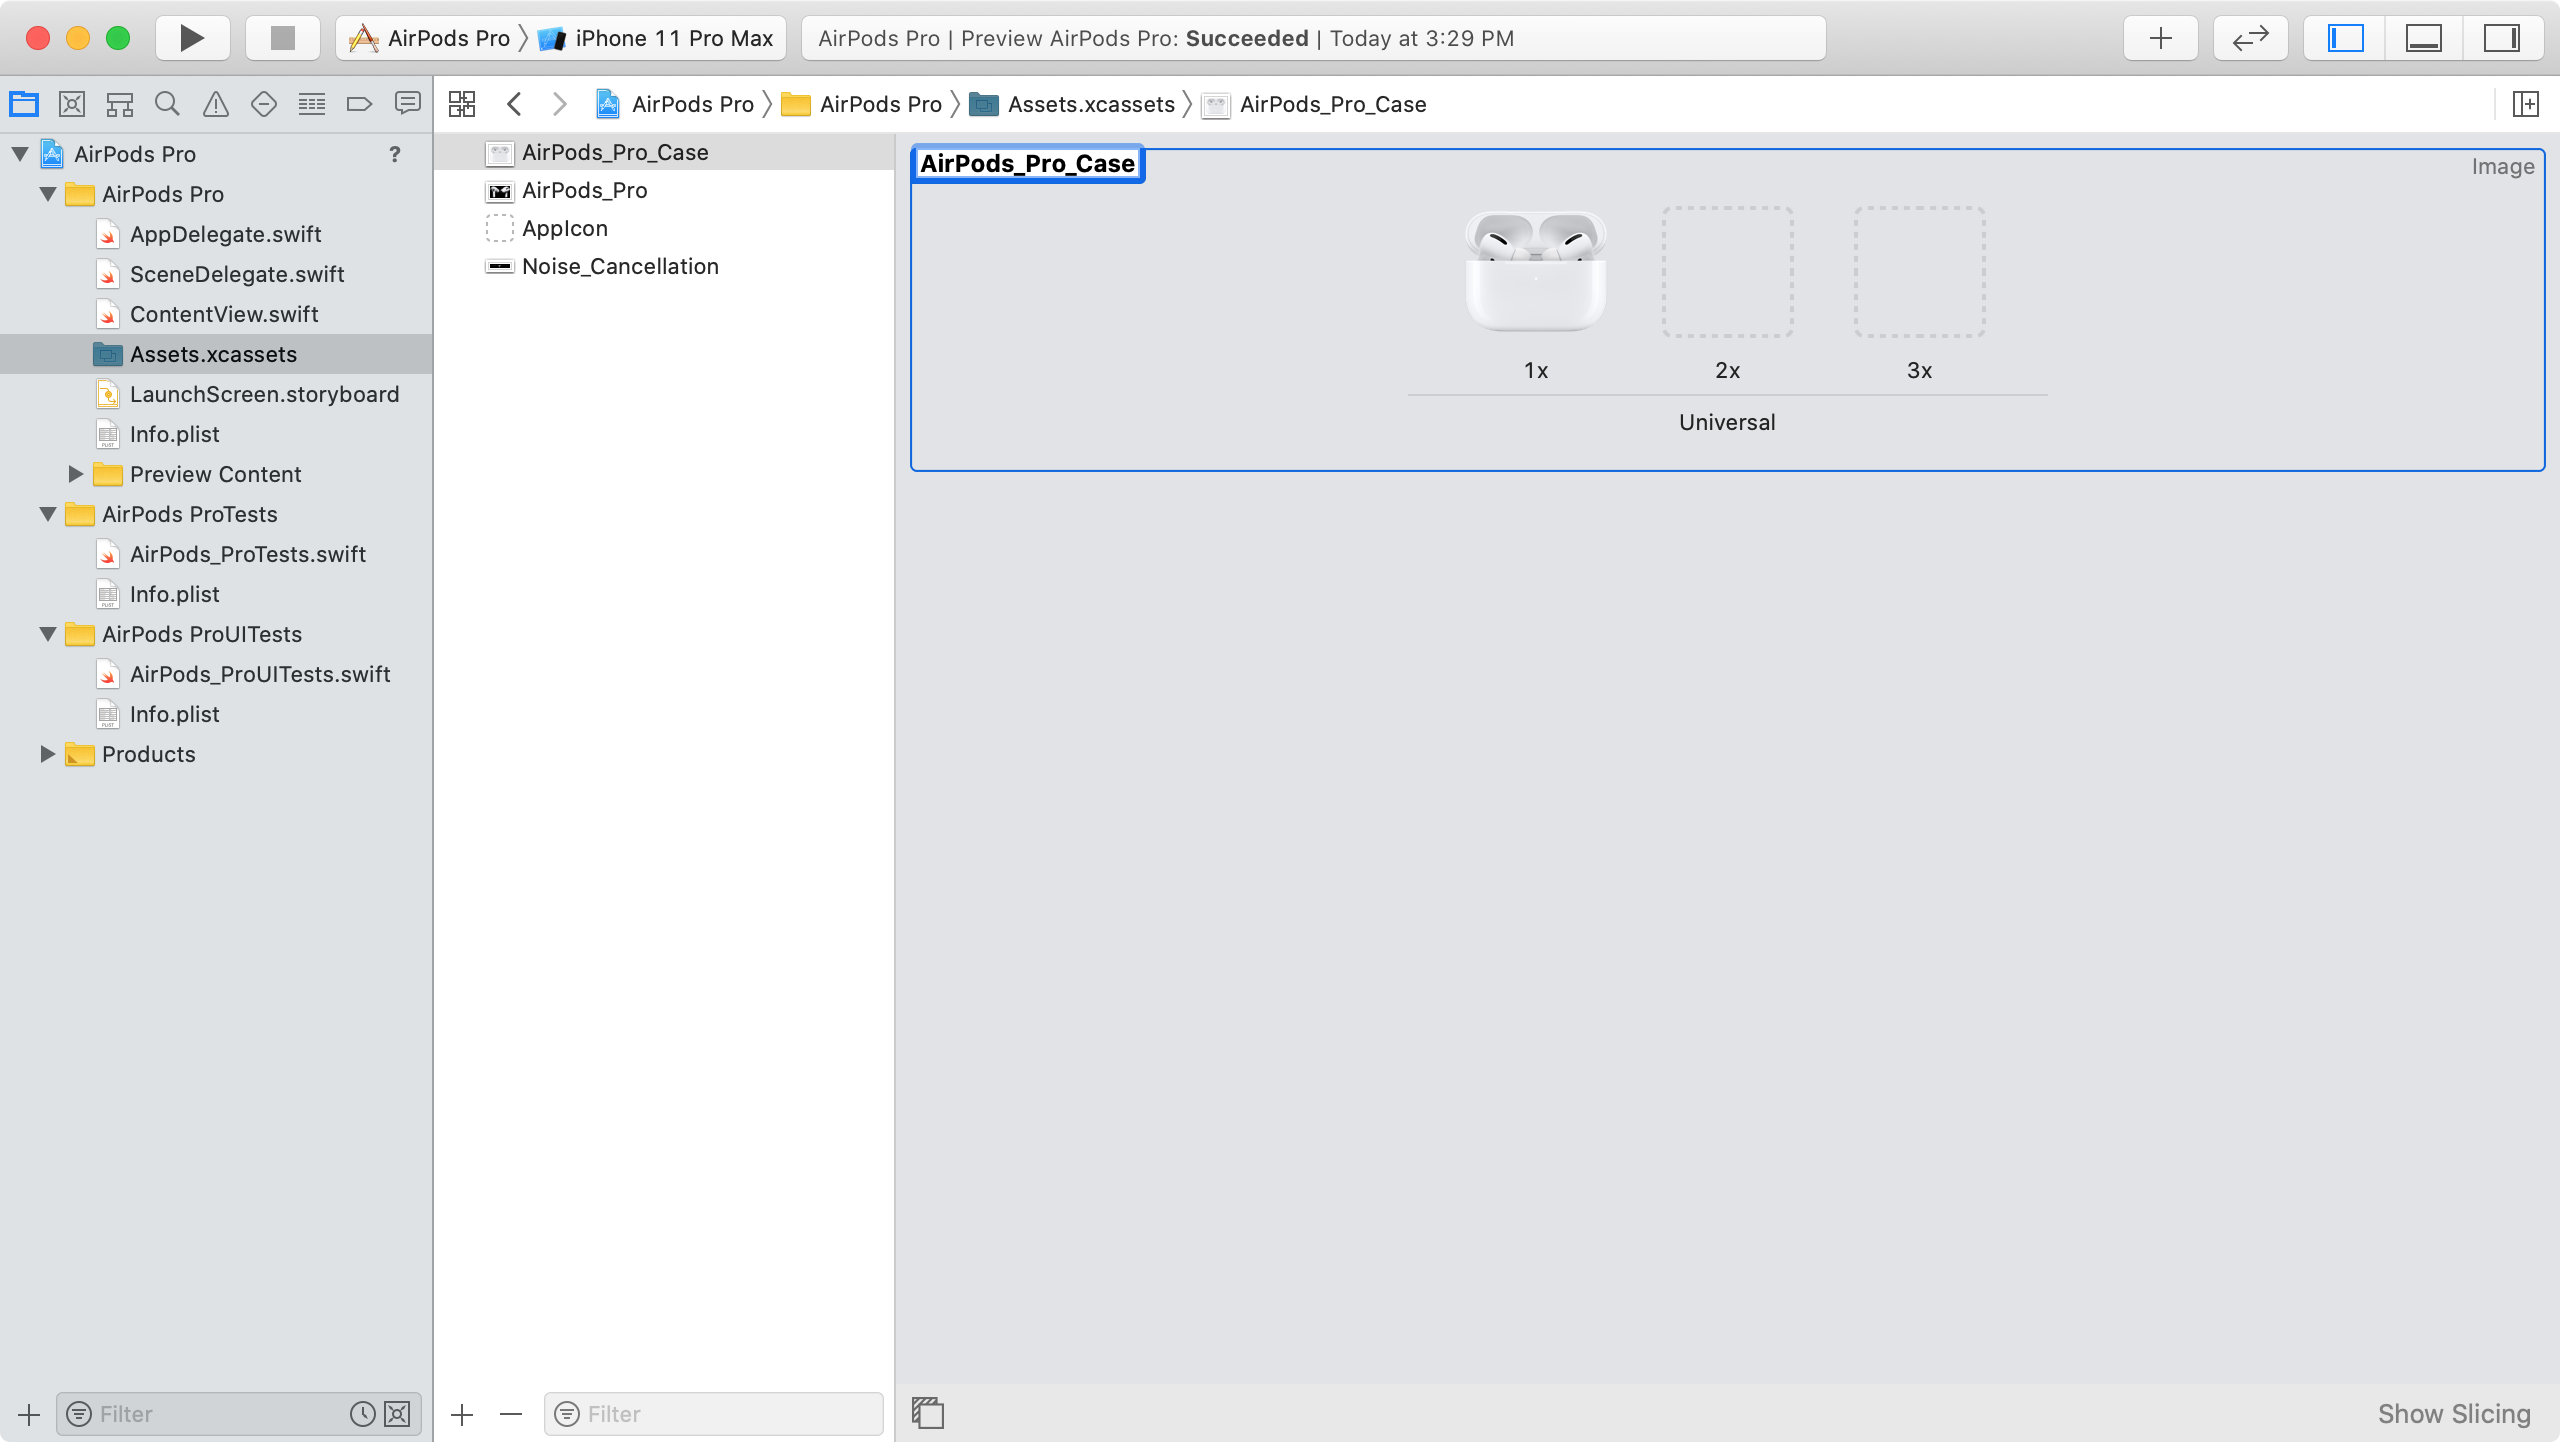 AirPods Pro iPhone 11 Pro Max
AirPods Pro | Preview AirPods Pro: Succeeded | Today at 3:29 PM
AirPods Pro AirPods Pro Assets.xcassets AirPods_Pro_Case
AirPods Pro ?
AirPods Pro
AppDelegate.swift
SceneDelegate.swift
ContentView.swift
Assets.xcassets
LaunchScreen.storyboard
Info.plist
Preview Content
AirPods ProTests
AirPods_ProTests.swift
Info.plist
AirPods ProUITests
AirPods_ProUITests.swift
Info.plist
Products
Filter
AirPods_Pro_Case
AirPods_Pro
AppIcon
Noise_Cancellation
Filter
AirPods_Pro_Case
Image
1x 2x 3x
Universal
Show Slicing